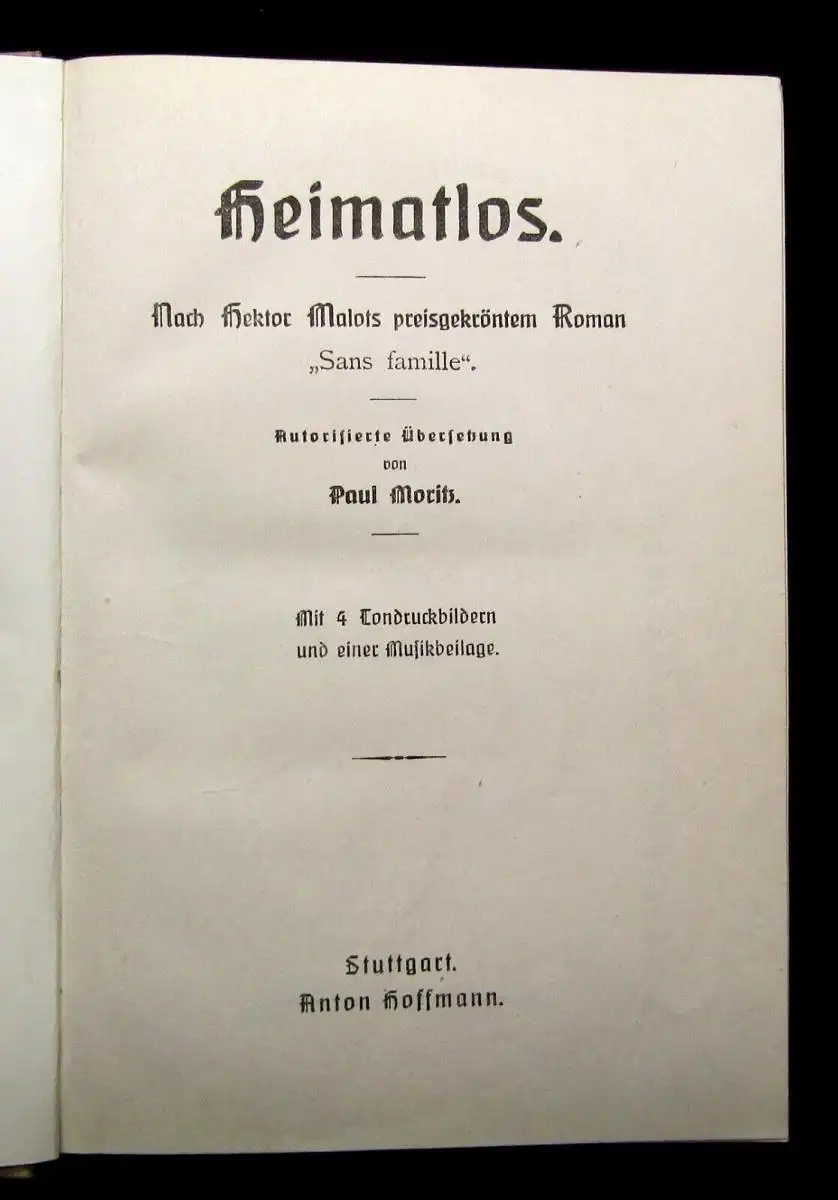 Heimatlos.
Nach Hektor Malots preisgekröntem Roman
„Sans famille“.
Autoriſierte Überſetzung
von
Paul Moritz.
Mit 4 Tondruckbildern
und einer Muſikbeilage.
Stuttgart.
Anton Hoffmann.